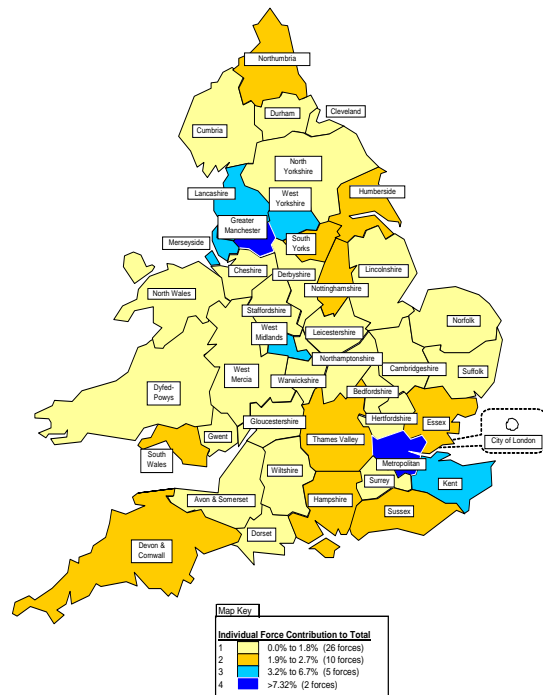 Northumbria
Cleveland
Durham
Cumbria
North
Yorkshire
Lancashire
West
Yorkshire
Humberside
Greater
Manchester
South
Yorks
Merseyside
Cheshire
Derbyshire
Lincolnshire
North Wales
Nottinghamshire
Staffordshire
Norfolk
West
Midlands
Leicestershire
Northamptonshire
West
Mercia
Cambridgeshire
Suffolk
Dyfed-
Powys
Warwickshire
Bedfordshire
Gloucestershire
Hertfordshire
Essex
Gwent
Thames Valley
City of London
South
Wales
Metropolitan
Wiltshire
Surrey
Kent
Avon & Somerset
Hampshire
Sussex
Dorset
Devon &
Cornwall
Map Key
Individual Force Contribution to Total
1 0.0% to 1.8% (26 forces)
2 1.9% to 2.7% (10 forces)
3 3.2% to 6.7% (5 forces)
4 >7.32% (2 forces)